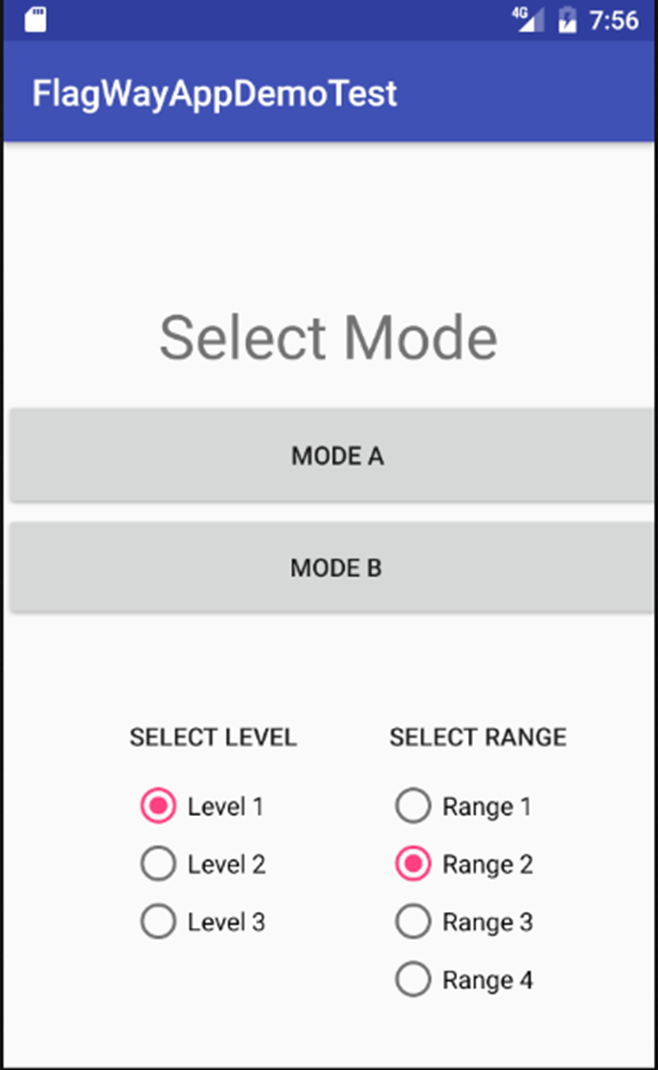 4G 7:56
FlagWayAppDemoTest
Select Mode
MODE A
MODE B
SELECT LEVEL
Level 1
Level 2
Level 3
SELECT RANGE
Range 1
Range 2
Range 3
Range 4